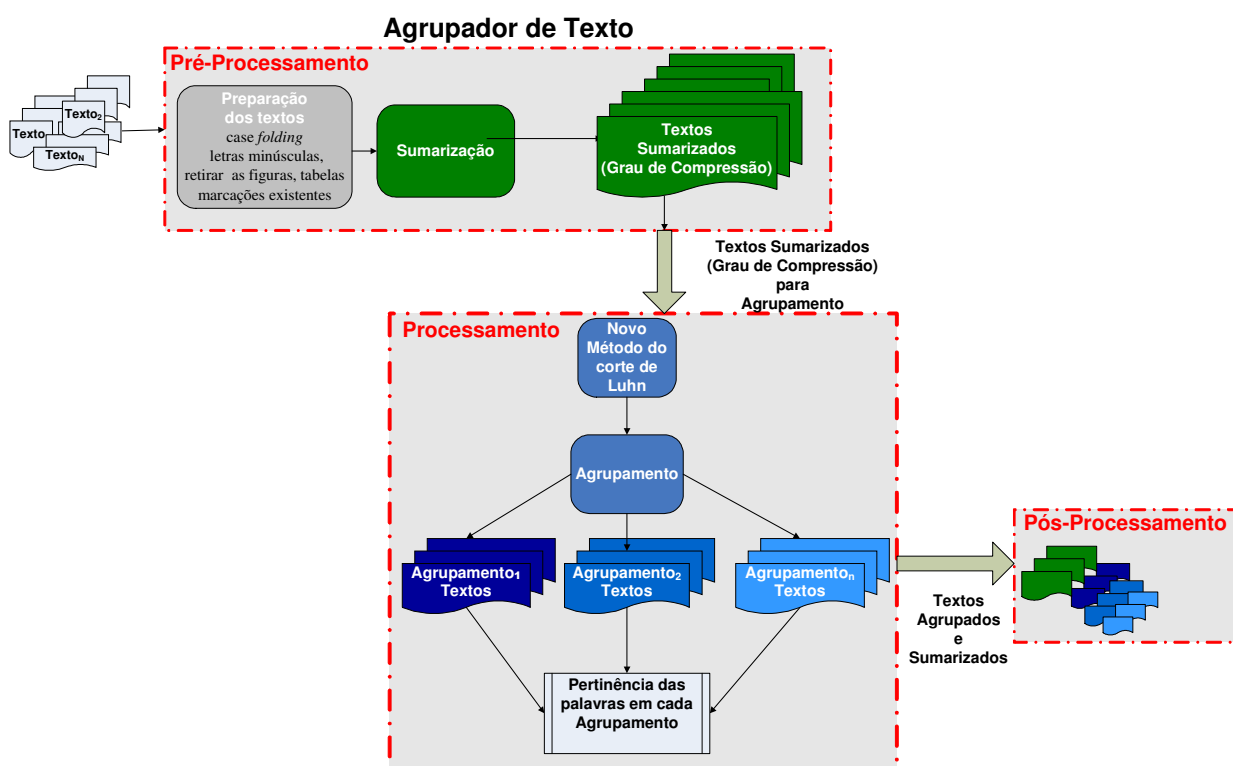 Agrupador de Texto
Pré-Processamento
Texto₂
Texto
Textoₙ
Preparação
dos textos
case folding
letras minúsculas,
retirar as figuras, tabelas
marcações existentes
Sumarização
Textos
Sumarizados
(Grau de Compressão)
Textos Sumarizados
(Grau de Compressão)
para
Agrupamento
Processamento
Novo
Método do
corte de
Luhn
Agrupamento
Agrupamento₁
Textos
Agrupamento₂
Textos
Agrupamentoₙ
Textos
Pertinência das
palavras em cada
Agrupamento
Textos
Agrupados
e
Sumarizados
Pós-Processamento